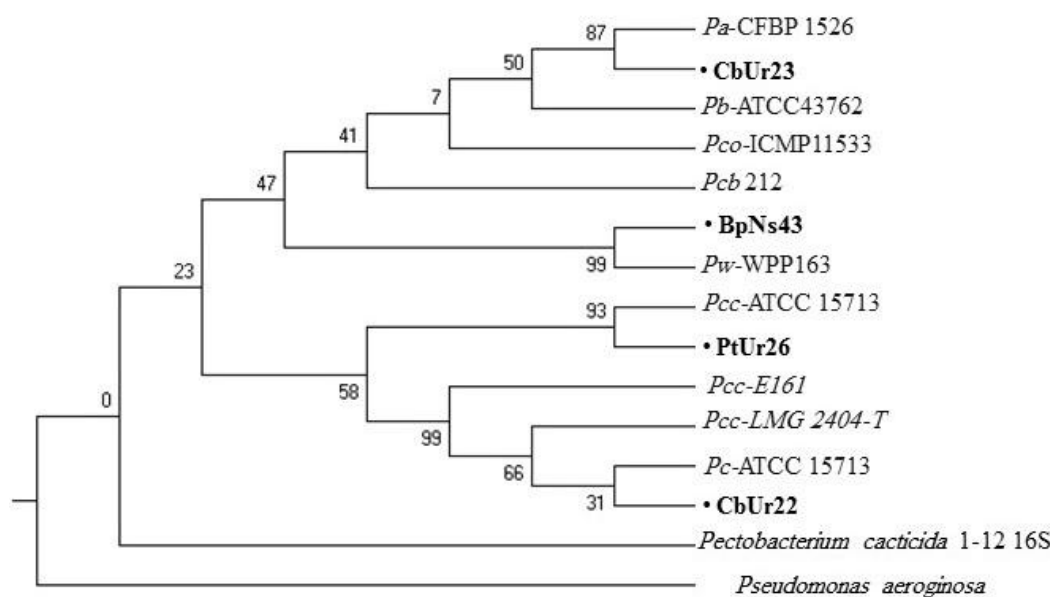 87
Pa-CFBP 1526
50
• CbUr23
7
Pb-ATCC43762
41
Pco-ICMP11533
47
Pcb 212
• BpNs43
23
99
Pw-WPP163
93
Pcc-ATCC 15713
• PtUr26
0
58
Pcc-E161
99
Pcc-LMG 2404-T
66
Pc-ATCC 15713
31
• CbUr22
Pectobacterium cacticida 1-12 16S
Pseudomonas aeroginosa